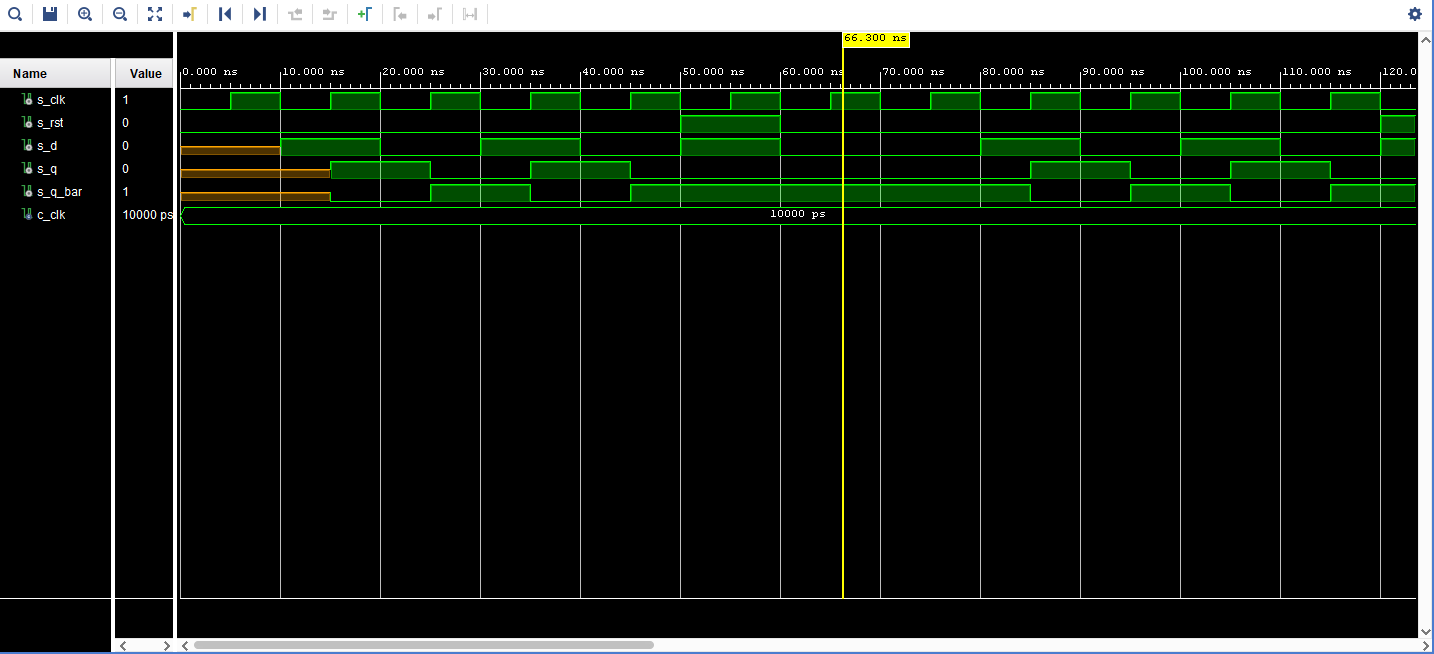 66.300 ns
Name Value
0.000 ns 10.000 ns 20.000 ns 30.000 ns 40.000 ns 50.000 ns 60.000 ns 70.000 ns 80.000 ns 90.000 ns 100.000 ns 110.000 ns 120.0
s_clk 1
s_rst 0
s_d 0
s_q 0
s_q_bar 1
c_clk 10000 ps 10000 ps